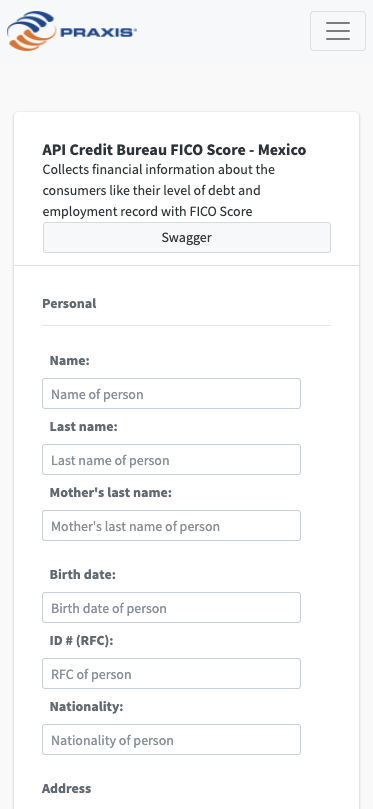 PRAXIS
API Credit Bureau FICO Score - Mexico
Collects financial information about the
consumers like their level of debt and
employment record with FICO Score
Swagger
Personal
Name:
Name of person
Last name:
Last name of person
Mother's last name:
Mother's last name of person
Birth date:
Birth date of person
ID # (RFC):
RFC of person
Nationality:
Nationality of person
Address